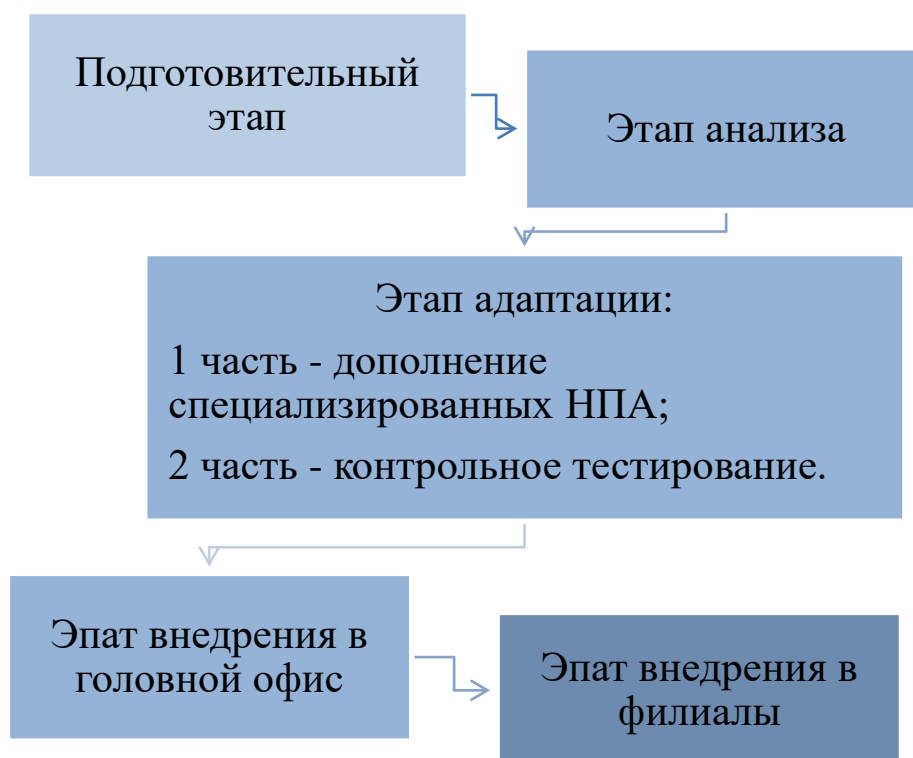 Подготовительный
этап
Этап анализа
Этап адаптации:
1 часть - дополнение
специализированных НПА;
2 часть - контрольное тестирование.
Эпат внедрения в
головной офис
Эпат внедрения в
филиалы